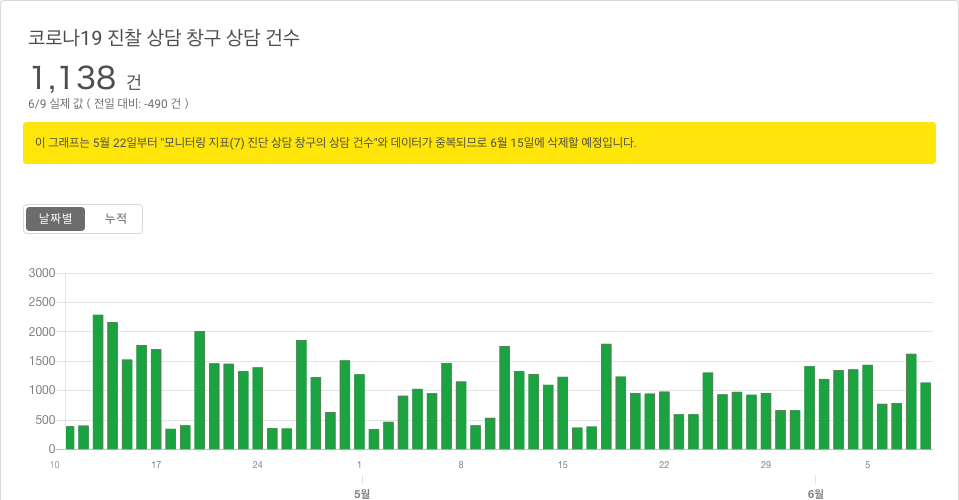 코로나19 진찰 상담 창구 상담 건수
1,138 건
6/9 실제 값 ( 전일 대비: -490 건 )
이 그래프는 5월 22일부터 "모니터링 지표(7) 진단 상담 창구의 상담 건수"와 데이터가 중복되므로 6월 15일에 삭제할 예정입니다.
날짜별 누적
3000
2500
2000
1500
1000
500
0
10 17 24 1 8 15 22 29 5
5월 6월